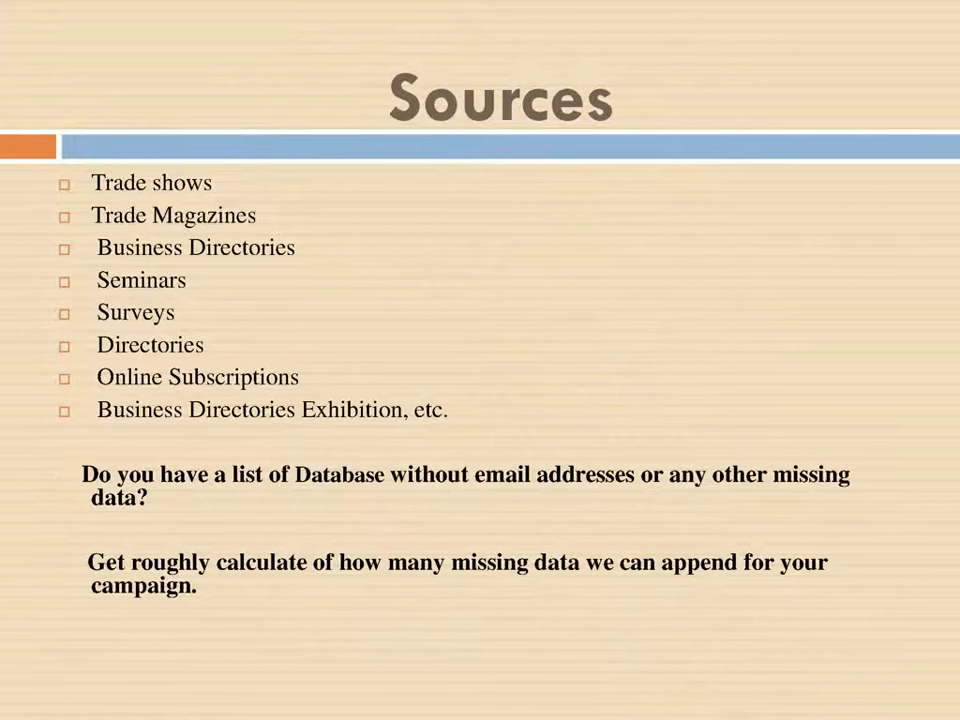 Sources
Trade shows
Trade Magazines
Business Directories
Seminars
Surveys
Directories
Online Subscriptions
Business Directories Exhibition, etc.
Do you have a list of Database without email addresses or any other missing
data?
Get roughly calculate of how many missing data we can append for your
campaign.